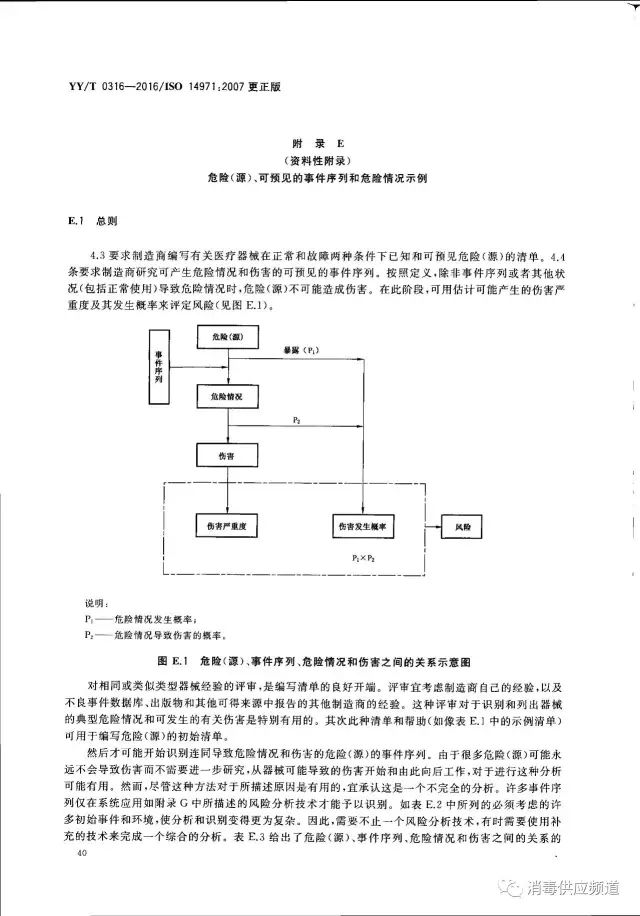 YY/T 0316—2016/ISO 14971:2007 更正版
附 录 E
(资料性附录)
危险(源)、可预见的事件序列和危险情况示例
E.1 总则
4.3 要求制造商编写有关医疗器械在正常和故障两种条件下已知和可预见危险(源)的清单。4.4
条要求制造商研究可产生危险情况和伤害的可预见的事件序列。按照定义,除非事件序列或者其他状
况(包括正常使用)导致危险情况时,危险(源)不可能造成伤害。在此阶段,可用估计可能产生的伤害严
重度及其发生概率来评定风险(见图 E.1)。
危险(源)
事件序列
暴露(P₁)
危险情况
P₂
伤害
伤害严重度
伤害发生概率
风险
P₁×P₂
说明:
P₁——危险情况发生概率;
P₂——危险情况导致伤害的概率。
图 E.1 危险(源)、事件序列、危险情况和伤害之间的关系示意图
对相同或类似类型器械经验的评审,是编写清单的良好开端。评审宜考虑制造商自己的经验,以及
不良事件数据库、出版物和其他可得来源中报告的其他制造商的经验。这种评审对于识别和列出器械
的典型危险情况和可发生的有关伤害是特别有用的。其次此种清单和帮助(如像表 E.1 中的示例清单)
可用于编写危险(源)的初始清单。
然后才可能开始识别连同导致危险情况和伤害的危险(源)的事件序列。由于很多危险(源)可能永
远不会导致伤害而不需要进一步研究,从器械可能导致的伤害开始和由此向后工作,对于进行这种分析
可能有用。然而,尽管这种方法对于所描述原因是有用的,宜承认这是一个不完全的分析。许多事件序
列仅在系统应用如附录 G 中所描述的风险分析技术才能予以识别。如表 E.2 中所列的必须考虑的许
多初始事件和环境,使分析和识别变得更为复杂。因此,需要不止一个风险分析技术,有时需要使用补
充的技术来完成一个综合的分析。表 E.3 给出了危险(源)、事件序列、危险情况和伤害之间的关系的
40
消毒供应频道